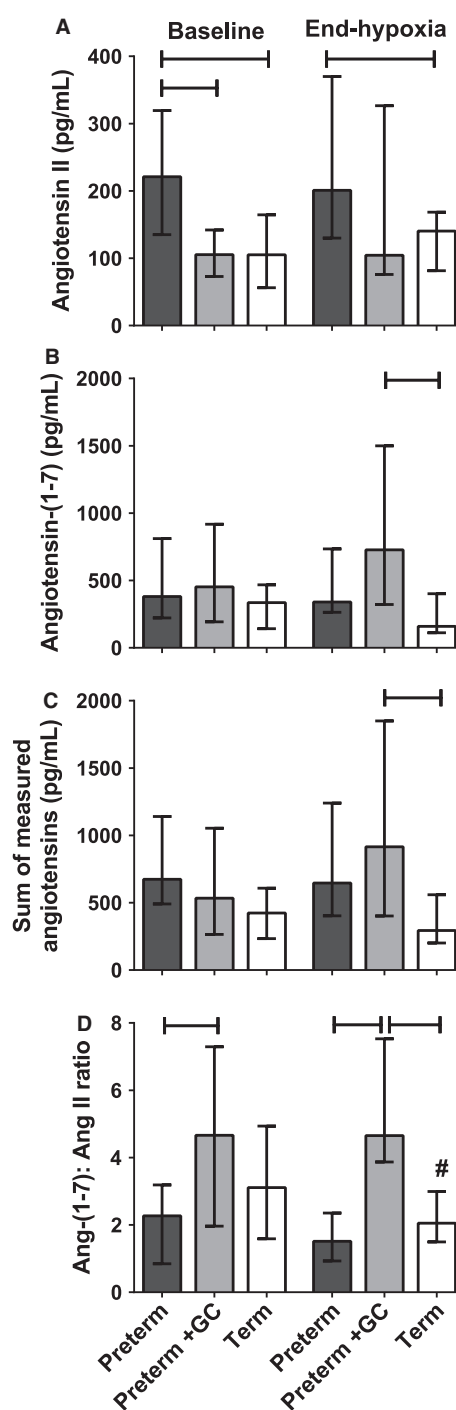 A
Baseline
End-hypoxia
Angiotensin II (pg/mL)
400
300
200
100
0
B
Angiotensin-(1-7) (pg/mL)
2000
1500
1000
500
0
C
Sum of measured
angiotensins (pg/mL)
2000
1500
1000
500
0
D
Ang-(1-7): Ang II ratio
8
6
4
2
0
#
Preterm
Preterm +GC
Term
Preterm
Preterm +GC
Term